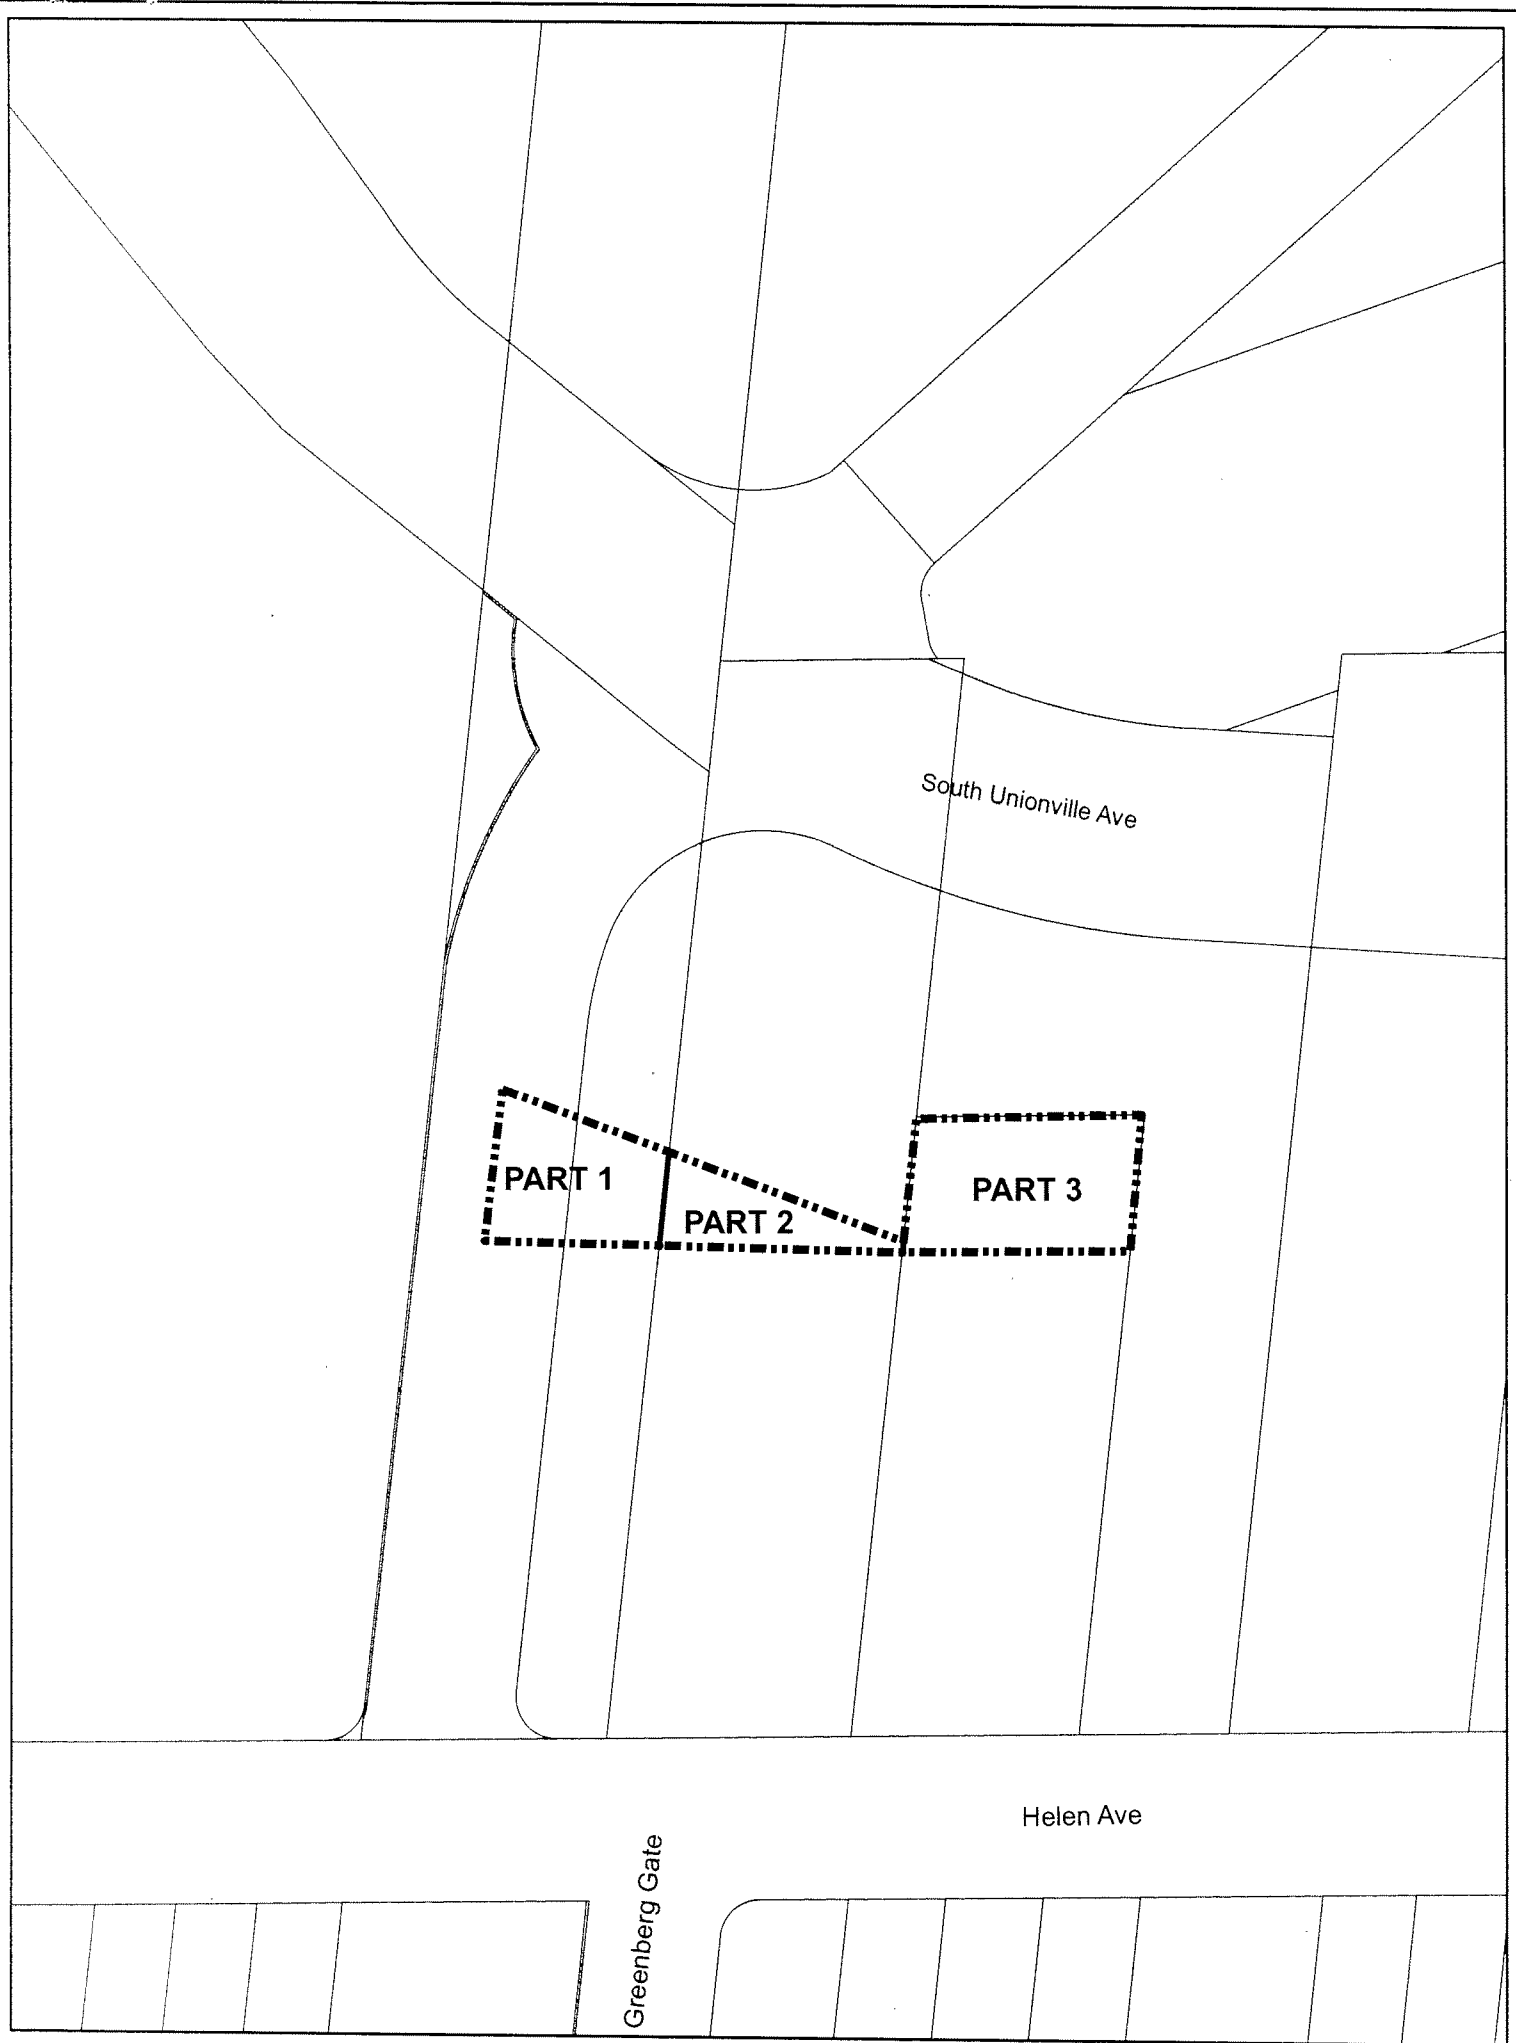 South Unionville Ave
PART 1
PART 2
PART 3
Helen Ave
Greenberg Gate